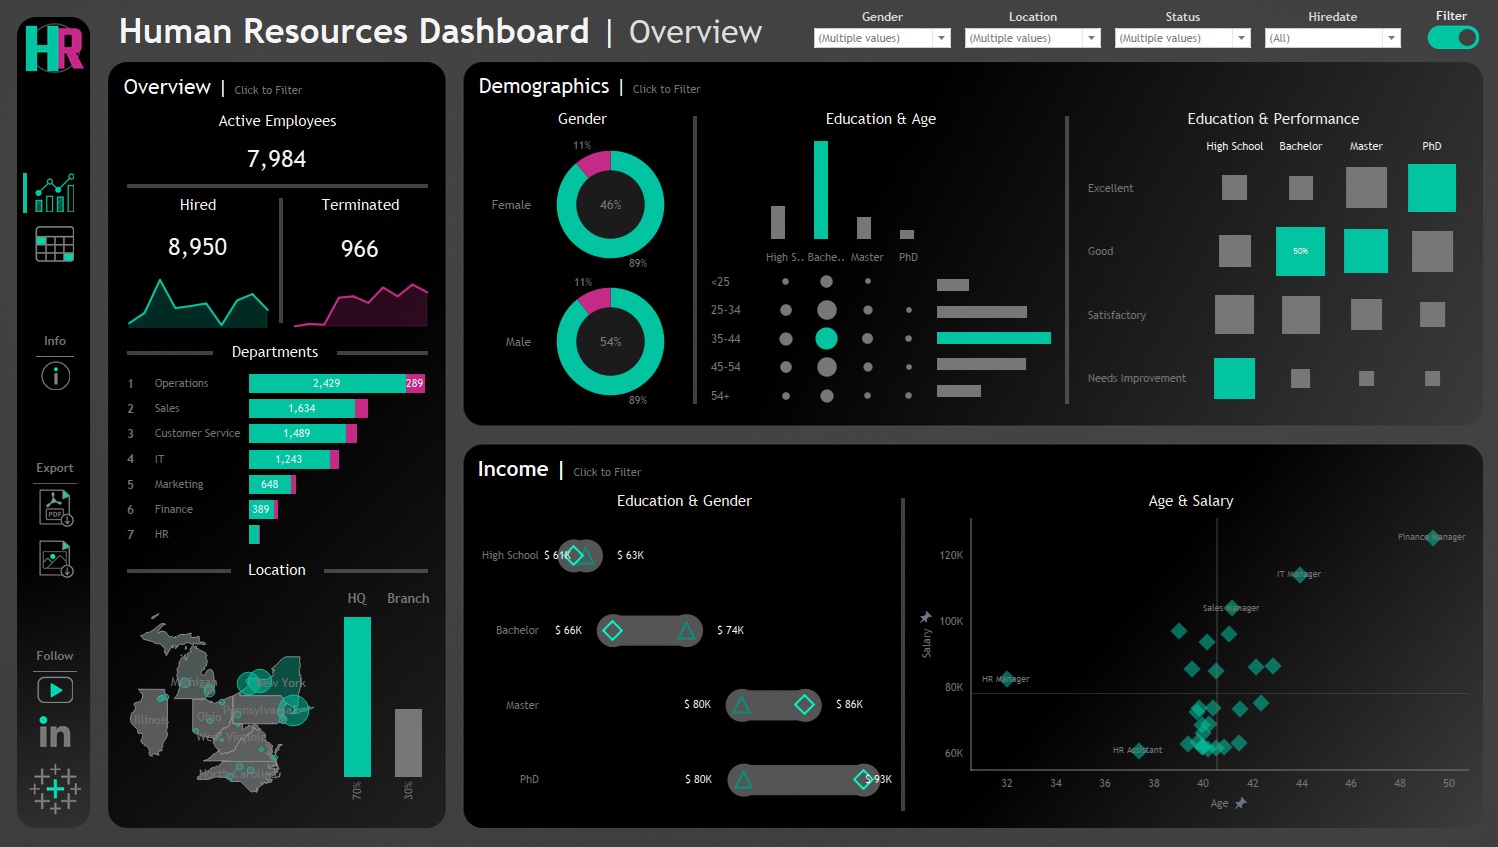 HR
Human Resources Dashboard | Overview
Gender
Location
Status
Hiredate
Filter
(Multiple values)
(Multiple values)
(Multiple values)
(All)
Info
Export
PDF
Follow
in
Overview | Click to Filter
Active Employees
7,984
Hired
Terminated
8,950
966
Departments
1 Operations 2,429 289
2 Sales 1,634
3 Customer Service 1,489
4 IT 1,243
5 Marketing 648
6 Finance 389
7 HR
Location
HQ Branch
Michigan
New York
Illinois
Ohio
Pennsylvania
West Virginia
North Carolina
70%
30%
Demographics | Click to Filter
Gender
11%
Female
46%
89%
11%
Male
54%
89%
Education & Age
High S.. Bache.. Master PhD
<25
25-34
35-44
45-54
54+
Education & Performance
High School Bachelor Master PhD
Excellent
Good 50%
Satisfactory
Needs Improvement
Income | Click to Filter
Education & Gender
High School $ 61K $ 63K
Bachelor $ 66K $ 74K
Master $ 80K $ 86K
PhD $ 80K $ 93K
Age & Salary
Salary
120K
100K
80K
60K
Finance Manager
IT Manager
Sales Manager
HR Manager
HR Assistant
32 34 36 38 40 42 44 46 48 50
Age